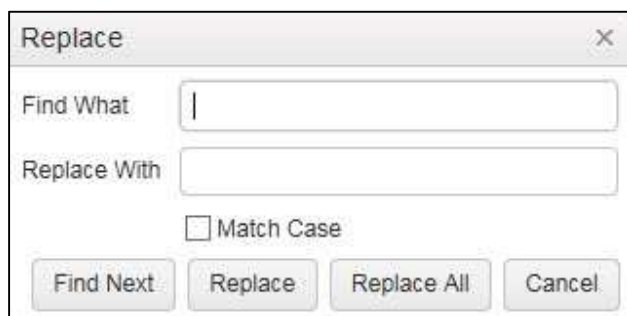 Replace
Find What
Replace With
Match Case
Find Next Replace Replace All Cancel